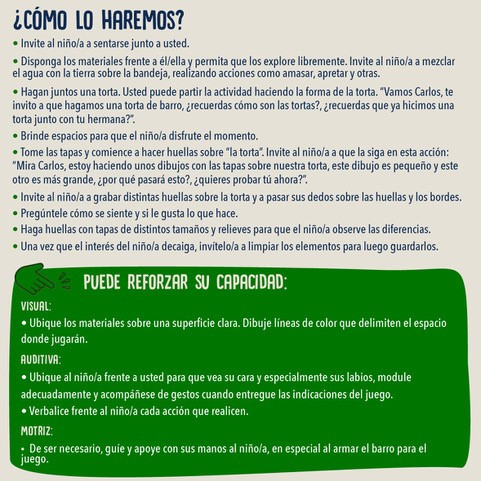 ¿CÓMO LO HAREMOS?
• Invite al niño/a a sentarse junto a usted.
• Disponga los materiales frente a él/ella y permita que los explore libremente. Invite al niño/a a mezclar
el agua con la tierra sobre la bandeja, realizando acciones como amasar, apretar y otras.
• Hagan juntos una torta. Usted puede partir la actividad haciendo la forma de la torta. “Vamos Carlos, te
invito a que hagamos una torta de barro, ¿recuerdas cómo son las tortas?, ¿recuerdas que ya hicimos una
torta junto con tu hermana?”.
• Brinde espacios para que el niño/a disfrute el momento.
• Tome las tapas y comience a hacer huellas sobre “la torta”. Invite al niño/a a que la siga en esta acción:
“Mira Carlos, estoy haciendo unos dibujos con las tapas sobre nuestra torta, este dibujo es pequeño y este
otro es más grande, ¿por qué pasará esto?, ¿quieres probar tú ahora?”.
• Invite al niño/a a grabar distintas huellas sobre la torta y a pasar sus dedos sobre las huellas y los bordes.
• Pregúntele cómo se siente y si le gusta lo que hace.
• Haga huellas con tapas de distintos tamaños y relieves para que el niño/a observe las diferencias.
• Una vez que el interés del niño/a decaiga, invítelo/a a limpiar los elementos para luego guardarlos.
PUEDE REFORZAR SU CAPACIDAD:
VISUAL:
• Ubique los materiales sobre una superficie clara. Dibuje líneas de color que delimiten el espacio
donde jugarán.
AUDITIVA:
• Ubique al niño/a frente a usted para que vea su cara y especialmente sus labios, module
adecuadamente y acompáñese de gestos cuando entregue las indicaciones del juego.
• Verbalice frente al niño/a cada acción que realicen.
MOTRIZ:
• De ser necesario, guíe y apoye con sus manos al niño/a, en especial al armar el barro para el
juego.